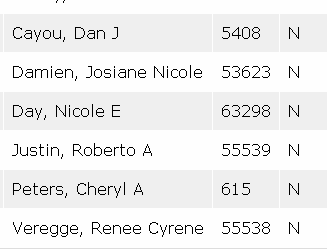 Cayou, Dan J 5408 N
Damien, Josiane Nicole 53623 N
Day, Nicole E 63298 N
Justin, Roberto A 55539 N
Peters, Cheryl A 615 N
Veregge, Renee Cyrene 55538 N